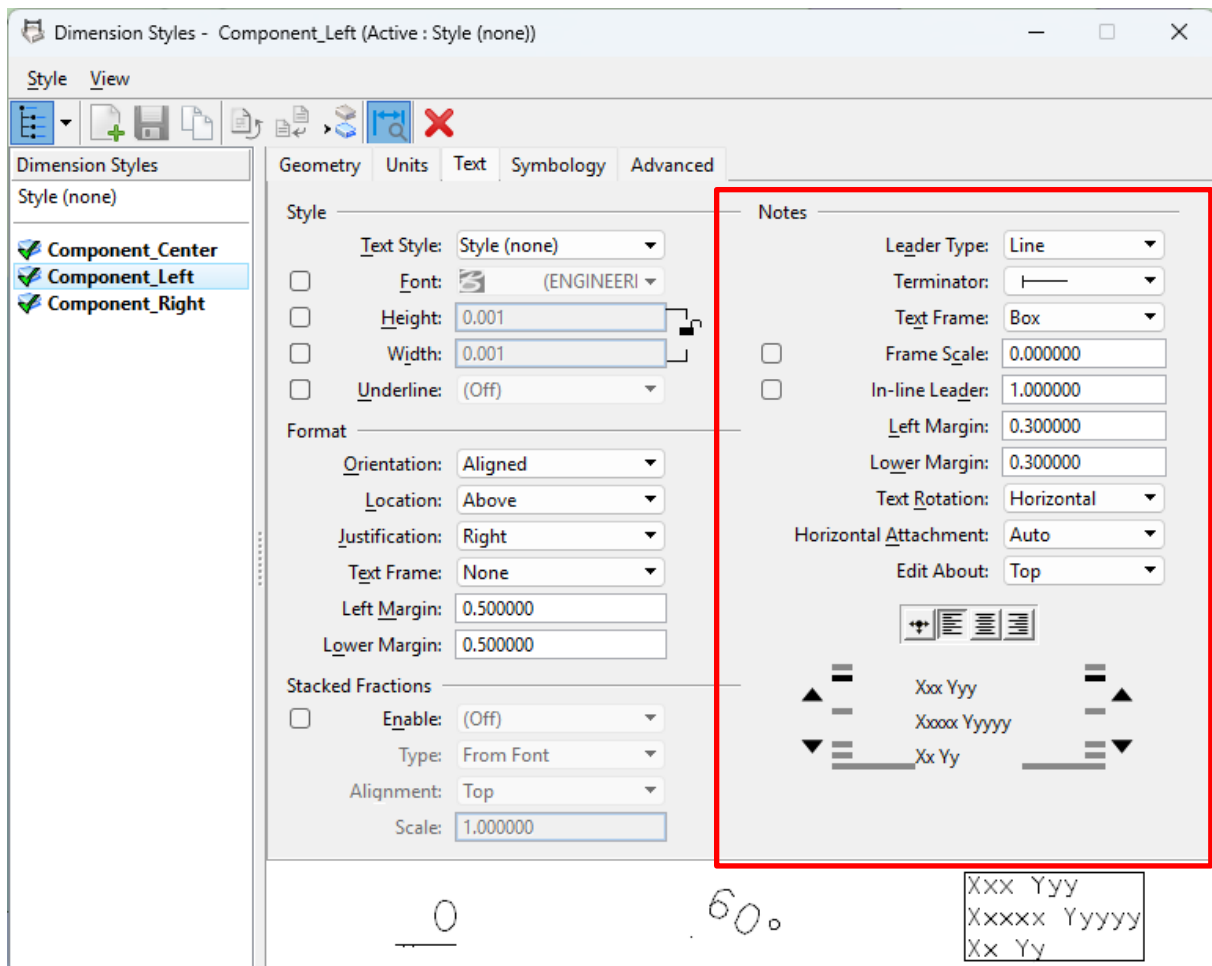 Dimension Styles - Component_Left (Active : Style (none))
Style View
Dimension Styles
Style (none)
Component_Center
Component_Left
Component_Right
Geometry Units Text Symbology Advanced
Style
Text Style: Style (none)
Font: (ENGINEERI
Height: 0.001
Width: 0.001
Underline: (Off)
Format
Orientation: Aligned
Location: Above
Justification: Right
Text Frame: None
Left Margin: 0.500000
Lower Margin: 0.500000
Stacked Fractions
Enable: (Off)
Type: From Font
Alignment: Top
Scale: 1.000000
Notes
Leader Type: Line
Terminator:
Text Frame: Box
Frame Scale: 0.000000
In-line Leader: 1.000000
Left Margin: 0.300000
Lower Margin: 0.300000
Text Rotation: Horizontal
Horizontal Attachment: Auto
Edit About: Top
Xxx Yyy
Xxxxx Yyyyy
Xx Yy
0
60°
Xxx Yyy
Xxxxx Yyyyy
Xx Yy